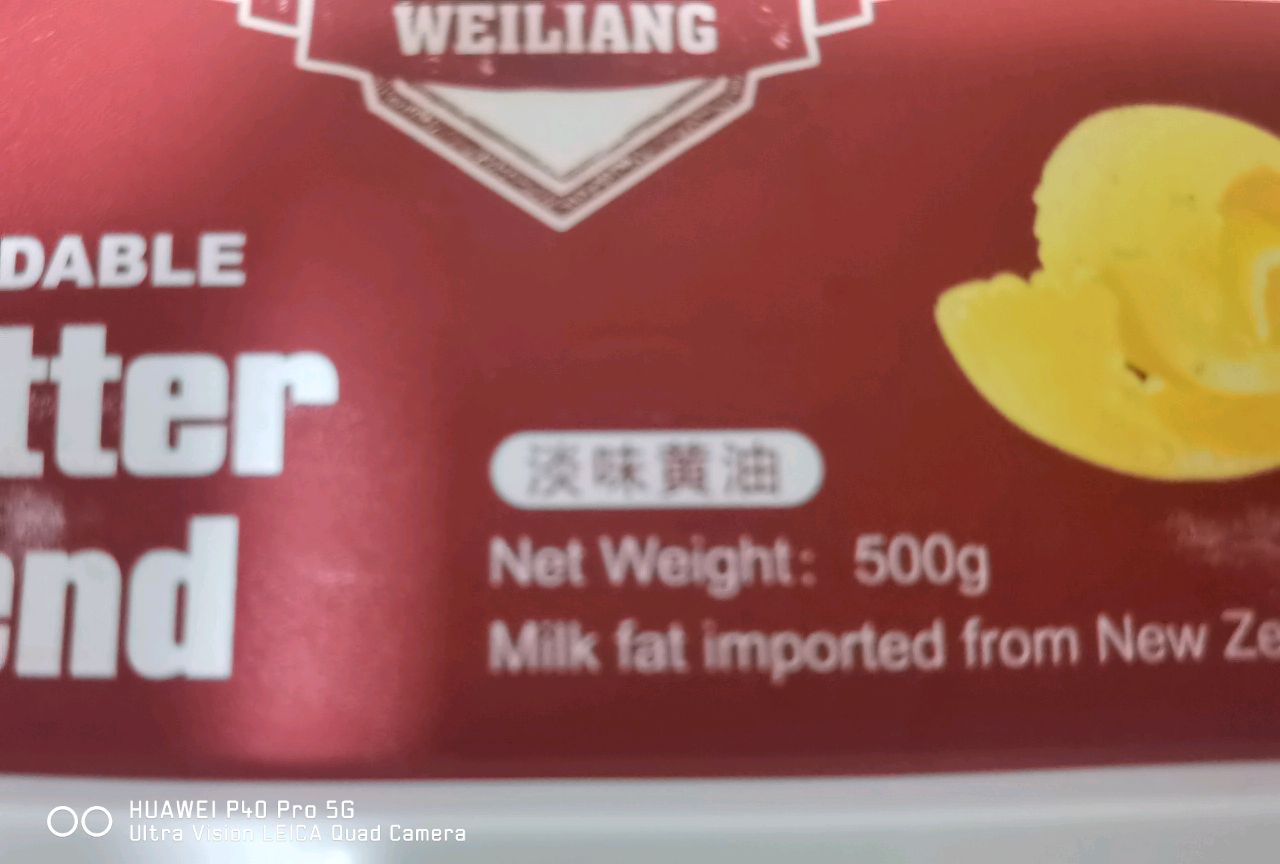 WEILIANG
DABLE
tter
end
淡味黄油
Net Weight: 500g
Milk fat imported from New Ze
HUAWEI P40 Pro 5G
Ultra Vision LEICA Quad Camera